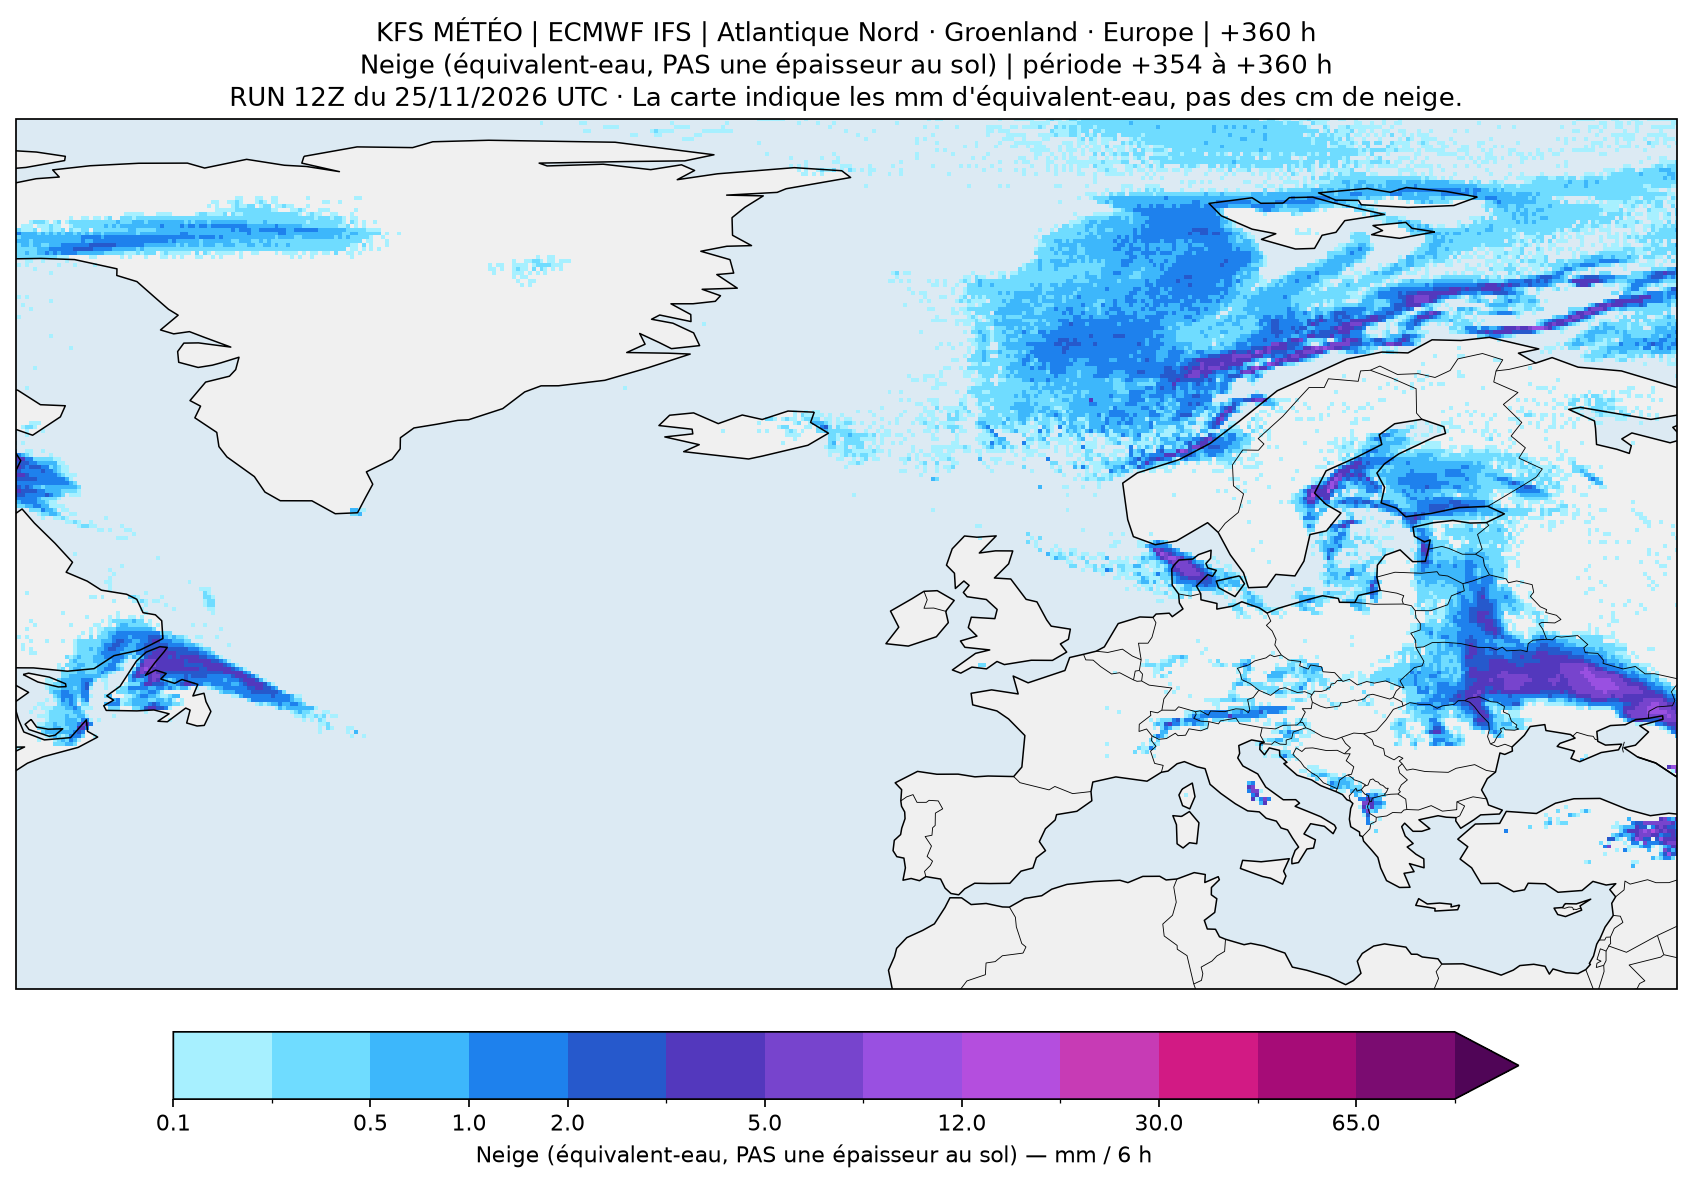 KFS MÉTÉO | ECMWF IFS | Atlantique Nord · Groenland · Europe | +360 h
Neige (équivalent-eau, PAS une épaisseur au sol) | période +354 à +360 h
RUN 12Z du 25/11/2026 UTC · La carte indique les mm d'équivalent-eau, pas des cm de neige.
0.1 0.5 1.0 2.0 5.0 12.0 30.0 65.0
Neige (équivalent-eau, PAS une épaisseur au sol) — mm / 6 h